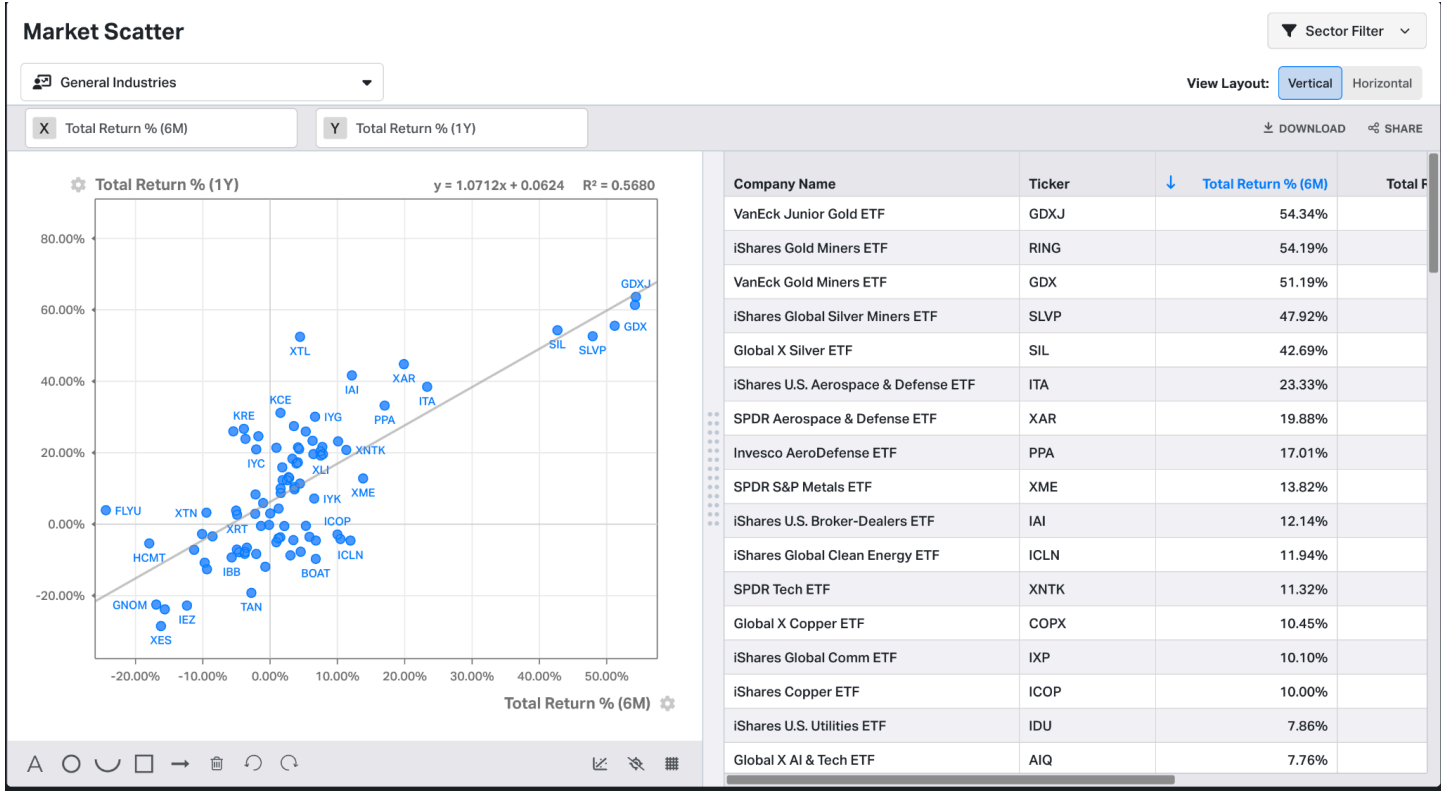 Market Scatter
Sector Filter
General Industries
View Layout: Vertical Horizontal
X Total Return % (6M) Y Total Return % (1Y)
DOWNLOAD SHARE
Total Return % (1Y) y = 1.0712x + 0.0624 R² = 0.5680
80.00%
60.00%
40.00%
20.00%
0.00%
-20.00%
GDXJ
GDX
SIL
SLVP
XTL
XAR
IAI
ITA
KCE
PPA
KRE
IYG
XNTK
IYC
XLI
XME
IYK
FLYU
XTN
ICOP
XRT
HCMT
ICLN
IBB
BOAT
GNOM
TAN
IEZ
XES
-20.00% -10.00% 0.00% 10.00% 20.00% 30.00% 40.00% 50.00%
Total Return % (6M)
A
Company Name Ticker ↓ Total Return % (6M) Total R
VanEck Junior Gold ETF GDXJ 54.34%
iShares Gold Miners ETF RING 54.19%
VanEck Gold Miners ETF GDX 51.19%
iShares Global Silver Miners ETF SLVP 47.92%
Global X Silver ETF SIL 42.69%
iShares U.S. Aerospace & Defense ETF ITA 23.33%
SPDR Aerospace & Defense ETF XAR 19.88%
Invesco AeroDefense ETF PPA 17.01%
SPDR S&P Metals ETF XME 13.82%
iShares U.S. Broker-Dealers ETF IAI 12.14%
iShares Global Clean Energy ETF ICLN 11.94%
SPDR Tech ETF XNTK 11.32%
Global X Copper ETF COPX 10.45%
iShares Global Comm ETF IXP 10.10%
iShares Copper ETF ICOP 10.00%
iShares U.S. Utilities ETF IDU 7.86%
Global X AI & Tech ETF AIQ 7.76%